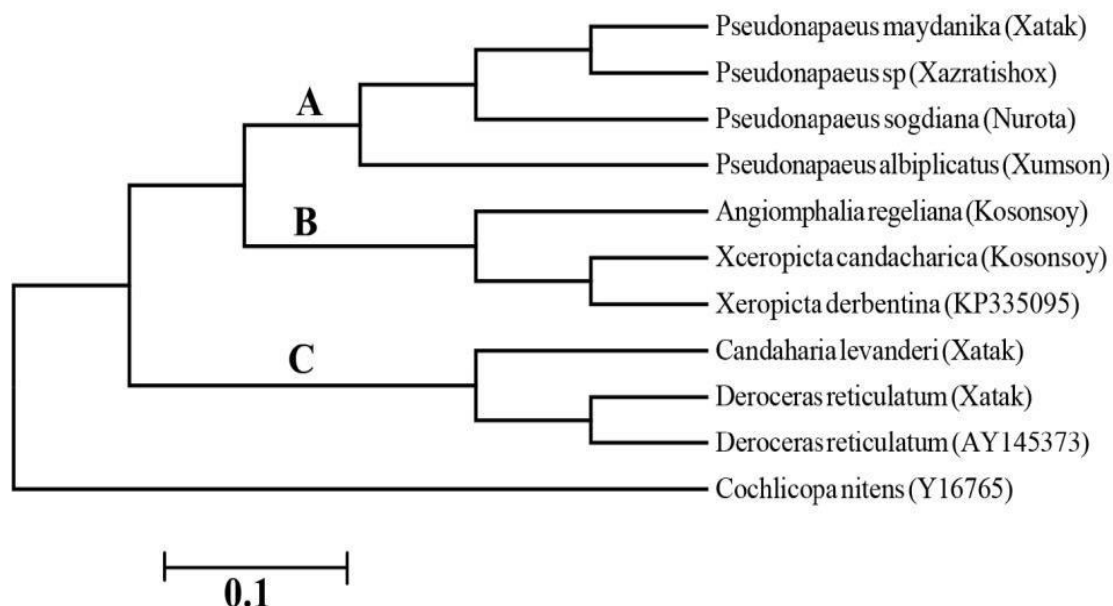 Pseudonapaeus maydanika (Xatak)
Pseudonapaeus sp (Xazratishox)
A
Pseudonapaeus sogdiana (Nurota)
Pseudonapaeus albiplicatus (Xumson)
B
Angiomphalia regeliana (Kosonsoy)
Xceropicta candacharica (Kosonsoy)
Xeropicta derbentina (KP335095)
C
Candaharia levanderi (Xatak)
Deroceras reticulatum (Xatak)
Deroceras reticulatum (AY145373)
Cochlicopa nitens (Y16765)
0.1